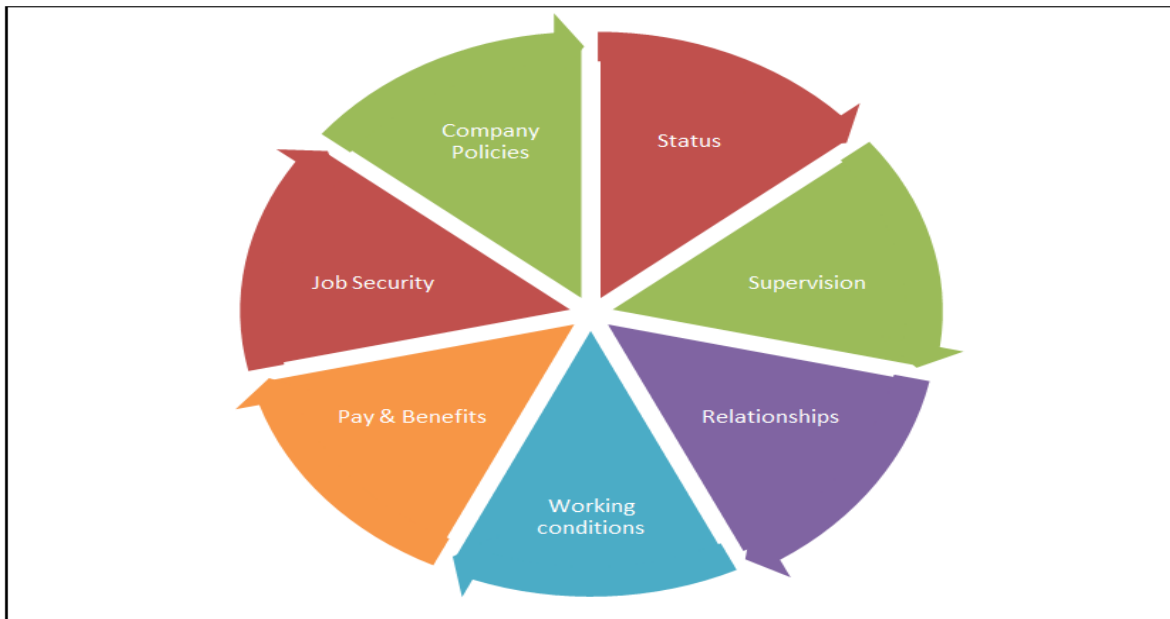 Company
Policies
Status
Job Security
Supervision
Pay & Benefits
Relationships
Working
conditions